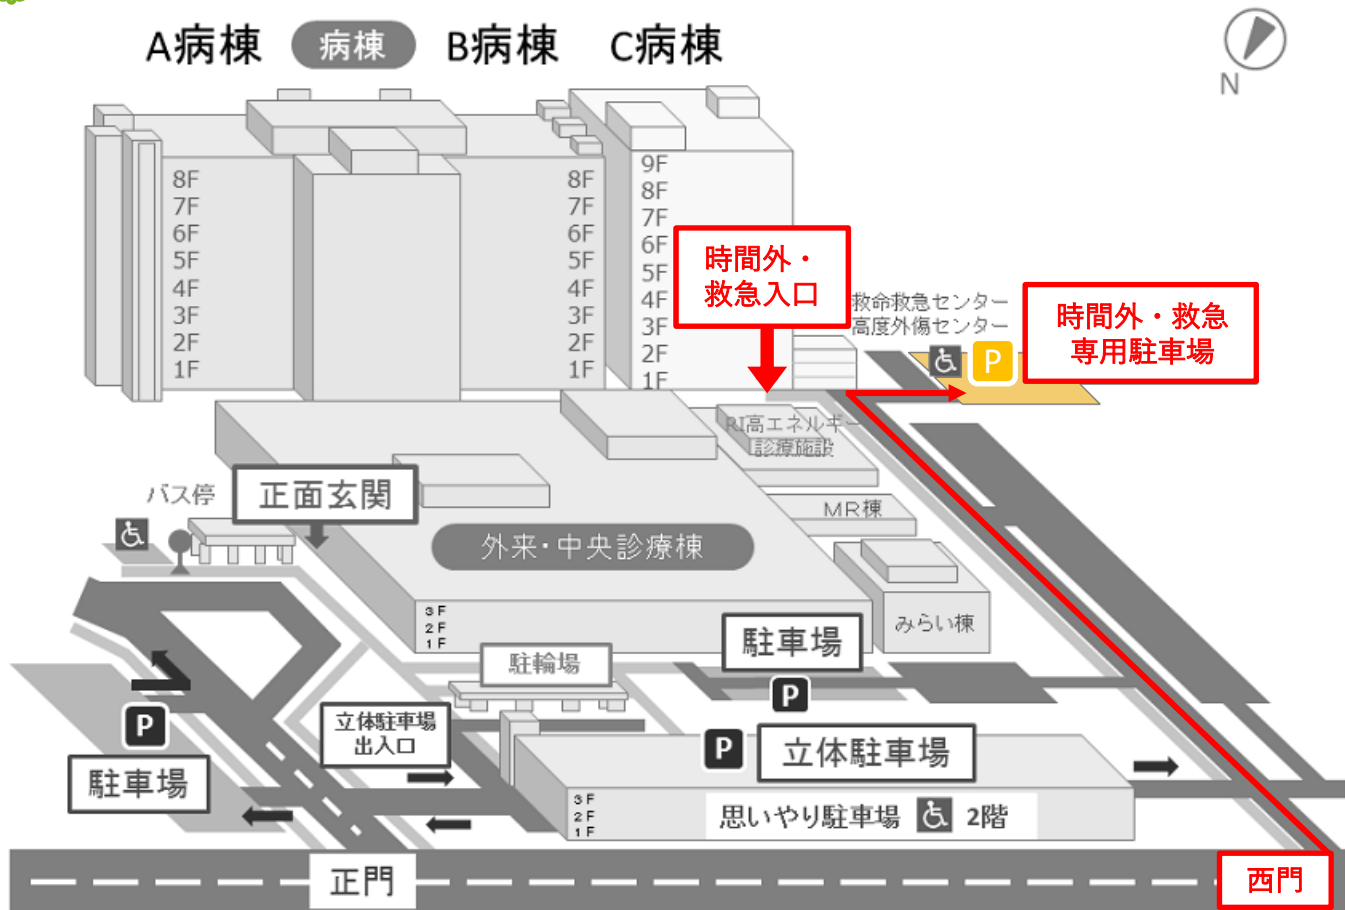 A病棟
病棟
B病棟
C病棟
N
8F
7F
6F
5F
4F
3F
2F
1F
8F
7F
6F
5F
4F
3F
2F
1F
9F
8F
7F
6F
5F
4F
3F
2F
1F
時間外・
救急入口
救命救急センター
高度外傷センター
P
時間外・救急
専用駐車場
RI高エネルギー
診療施設
バス停
正面玄関
MR棟
外来・中央診療棟
3F
2F
1F
みらい棟
駐車場
P
駐輪場
立体駐車場
出入口
P
駐車場
P
立体駐車場
3F
2F
1F
思いやり駐車場
2階
正門
西門